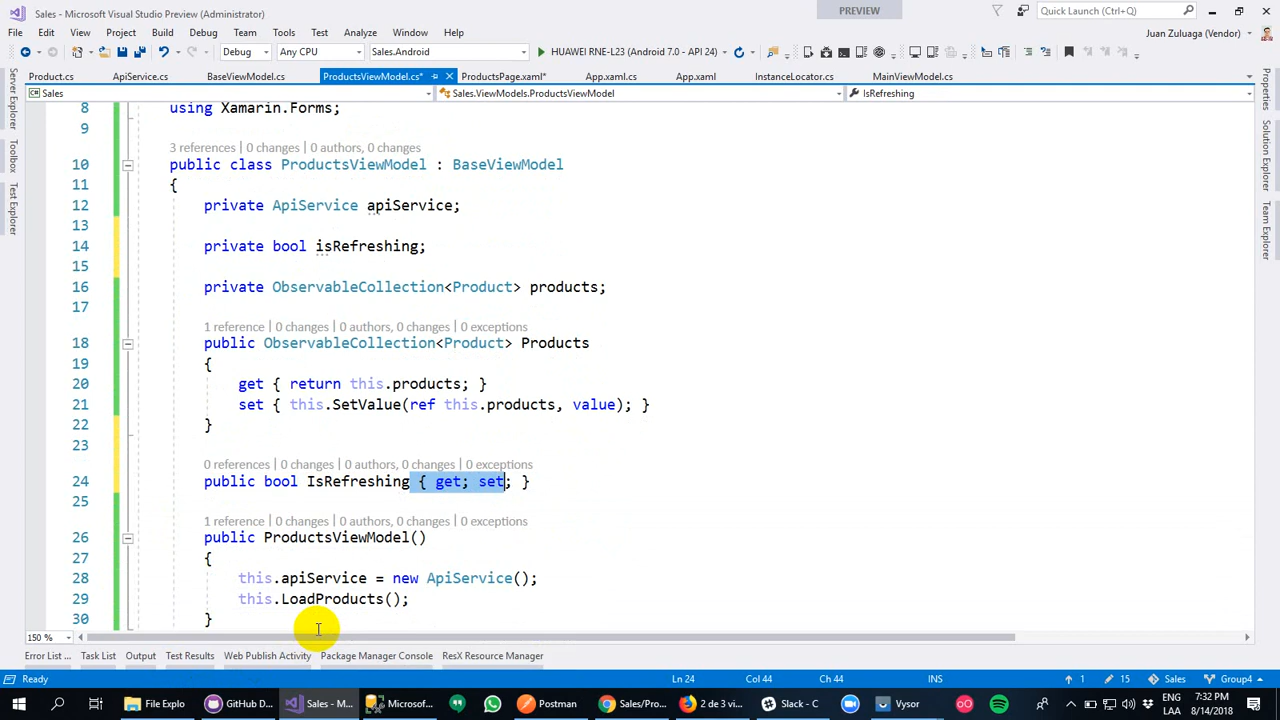 Sales - Microsoft Visual Studio Preview (Administrator)
PREVIEW
Quick Launch (Ctrl+Q)
File Edit View Project Build Debug Team Tools Test Analyze Window Help
Juan Zuluaga (Vendor)
Debug Any CPU Sales.Android HUAWEI RNE-L23 (Android 7.0 - API 24)
Product.cs ApiService.cs BaseViewModel.cs ProductsViewModel.cs* ProductsPage.xaml* App.xaml.cs App.xaml InstanceLocator.cs MainViewModel.cs
Sales Sales.ViewModels.ProductsViewModel IsRefreshing
Server Explorer
Toolbox
Test Explorer
Properties
Solution Explorer
Team Explorer
8 using Xamarin.Forms;
9
3 references | 0 changes | 0 authors, 0 changes
10 public class ProductsViewModel : BaseViewModel
11 {
12 private ApiService apiService;
13
14 private bool isRefreshing;
15
16 private ObservableCollection<Product> products;
17
1 reference | 0 changes | 0 authors, 0 changes | 0 exceptions
18 public ObservableCollection<Product> Products
19 {
20 get { return this.products; }
21 set { this.SetValue(ref this.products, value); }
22 }
23
0 references | 0 changes | 0 authors, 0 changes | 0 exceptions
24 public bool IsRefreshing { get; set; }
25
1 reference | 0 changes | 0 authors, 0 changes | 0 exceptions
26 public ProductsViewModel()
27 {
28 this.apiService = new ApiService();
29 this.LoadProducts();
30 }
150 %
Error List ... Task List Output Test Results Web Publish Activity Package Manager Console ResX Resource Manager
Ready Ln 24 Col 44 Ch 44 INS 1 15 Sales Group4
File Explo GitHub D... Sales - M... Microsoft... Postman Sales/Pro... 2 de 3 vi... Slack - C... Vysor
ENG 7:32 PM
LAA 8/14/2018